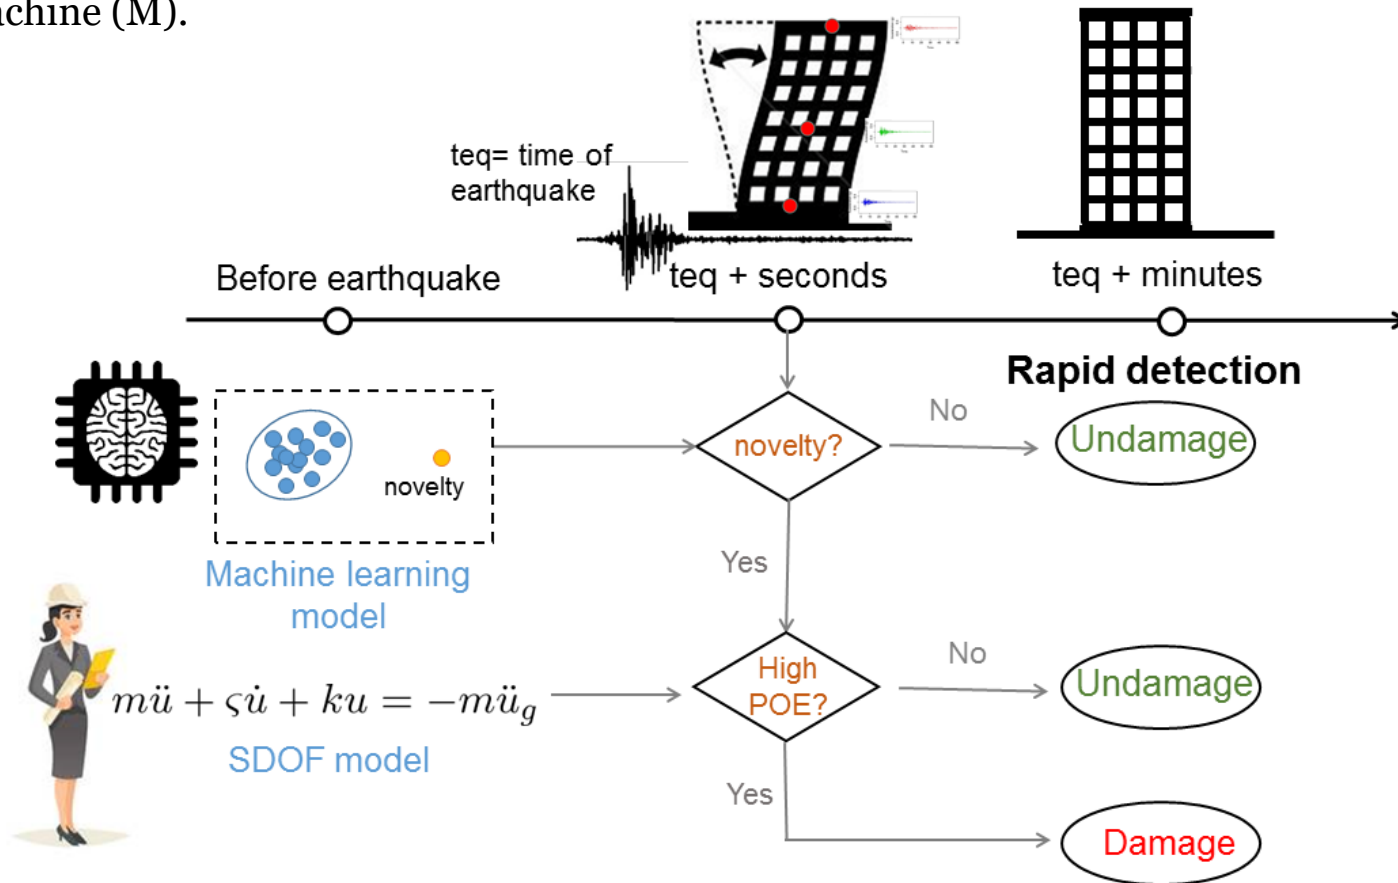 achine (M).
teq= time of
earthquake
Before earthquake
teq + seconds
teq + minutes
Rapid detection
novelty
novelty?
No
Undamage
Machine learning
model
Yes
High
POE?
No
Undamage
mü + ςu̇ + ku = −mü_g
SDOF model
Yes
Damage